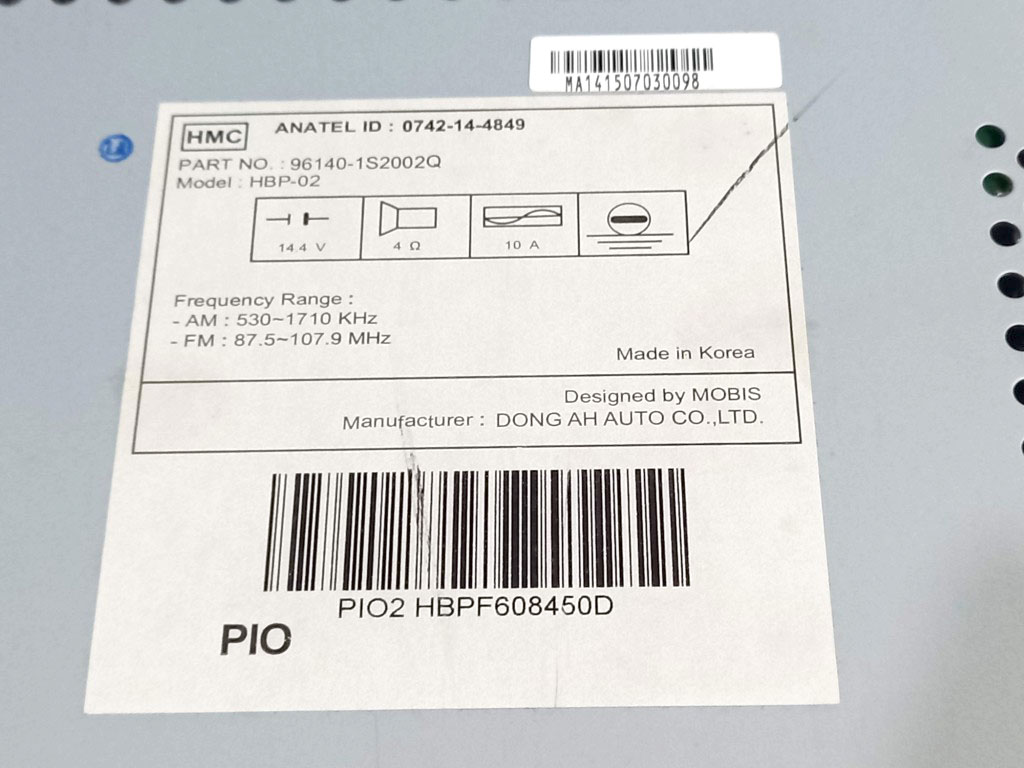 MA141507030098
HMC ANATEL ID : 0742-14-4849
PART NO. : 96140-1S2002Q
Model : HBP-02
14.4 V 4 Ω 10 A
Frequency Range :
- AM : 530~1710 KHz
- FM : 87.5~107.9 MHz
Made in Korea
Designed by MOBIS
Manufacturer : DONG AH AUTO CO.,LTD.
PIO2 HBPF608450D
PIO